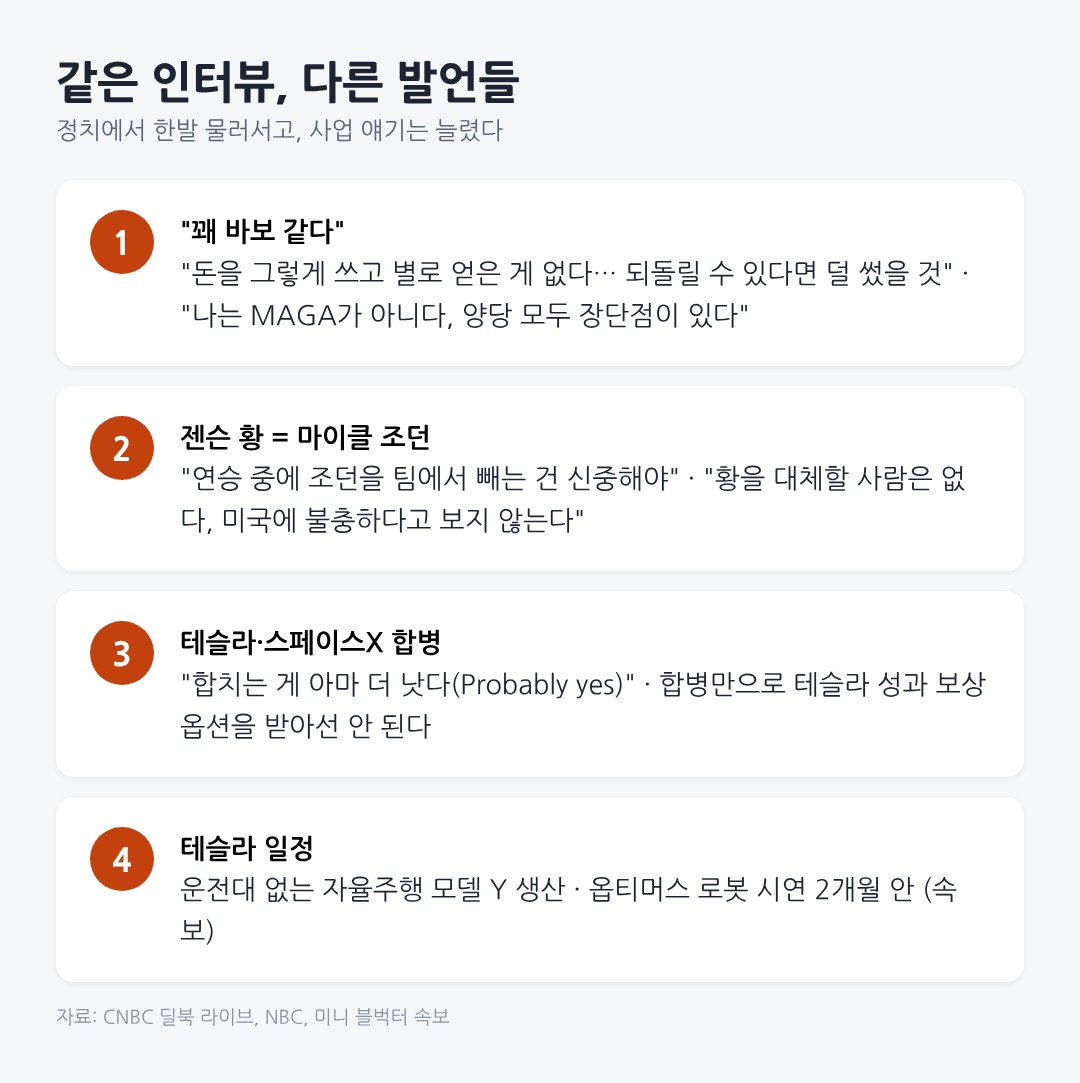 같은 인터뷰, 다른 발언들
정치에서 한발 물러서고, 사업 얘기는 늘렸다
1
"꽤 바보 같다"
"돈을 그렇게 쓰고 별로 얻은 게 없다… 되돌릴 수 있다면 덜 썼을 것" ·
"나는 MAGA가 아니다, 양당 모두 장단점이 있다"
2
젠슨 황 = 마이클 조던
"연승 중에 조던을 팀에서 빼는 건 신중해야" · "황을 대체할 사람은 없
다, 미국에 불충하다고 보지 않는다"
3
테슬라·스페이스X 합병
"합치는 게 아마 더 낫다(Probably yes)" · 합병만으로 테슬라 성과 보상
옵션을 받아선 안 된다
4
테슬라 일정
운전대 없는 자율주행 모델 Y 생산 · 옵티머스 로봇 시연 2개월 안 (속
보)
자료: CNBC 딜북 라이브, NBC, 미니 블벅터 속보